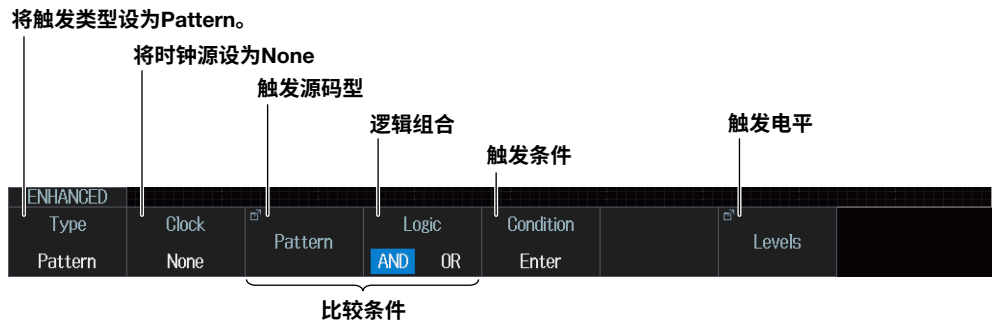 将触发类型设为Pattern。
将时钟源设为None
触发源码型
逻辑组合
触发条件
触发电平
ENHANCED
Type Clock Pattern Logic Condition Levels
Pattern None AND OR Enter
比较条件